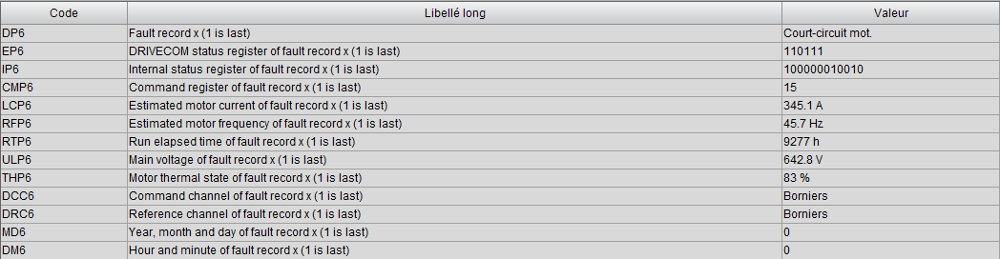 Code Libellé long Valeur
DP6 Fault record x (1 is last) Court-circuit mot.
EP6 DRIVECOM status register of fault record x (1 is last) 110111
IP6 Internal status register of fault record x (1 is last) 100000010010
CMP6 Command register of fault record x (1 is last) 15
LCP6 Estimated motor current of fault record x (1 is last) 345.1 A
RFP6 Estimated motor frequency of fault record x (1 is last) 45.7 Hz
RTP6 Run elapsed time of fault record x (1 is last) 9277 h
ULP6 Main voltage of fault record x (1 is last) 642.8 V
THP6 Motor thermal state of fault record x (1 is last) 83 %
DCC6 Command channel of fault record x (1 is last) Borniers
DRC6 Reference channel of fault record x (1 is last) Borniers
MD6 Year, month and day of fault record x (1 is last) 0
DM6 Hour and minute of fault record x (1 is last) 0